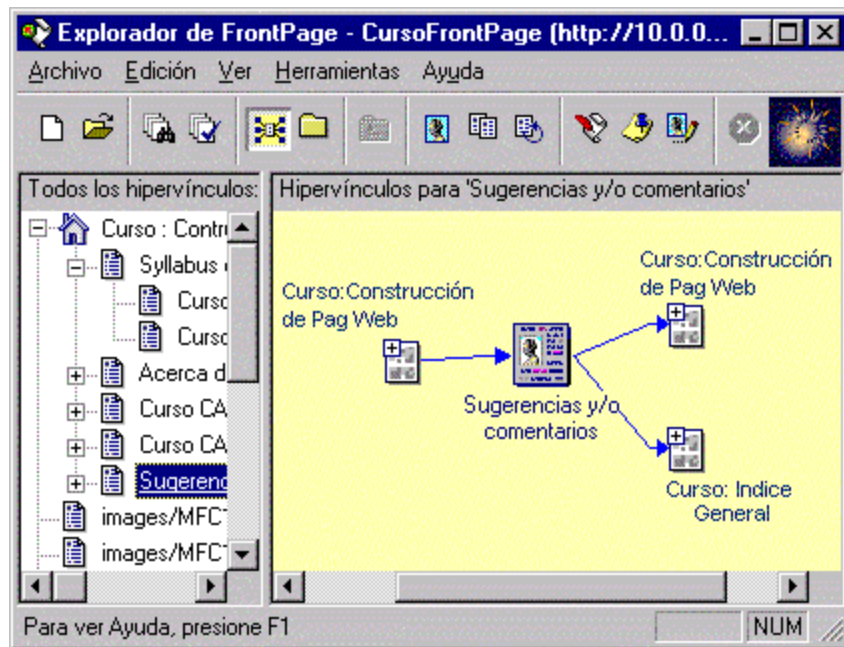 Explorador de FrontPage - CursoFrontPage (http://10.0.0...
Archivo Edición Ver Herramientas Ayuda
Todos los hipervínculos:
Curso : Contr
Syllabus
Curso
Curso
Acerca d
Curso CA
Curso CA
Sugerenc
images/MFC
images/MFC
Hipervínculos para 'Sugerencias y/o comentarios'
Curso:Construcción
de Pag Web
Sugerencias y/o
comentarios
Curso:Construcción
de Pag Web
Curso: Indice
General
Para ver Ayuda, presione F1
NUM